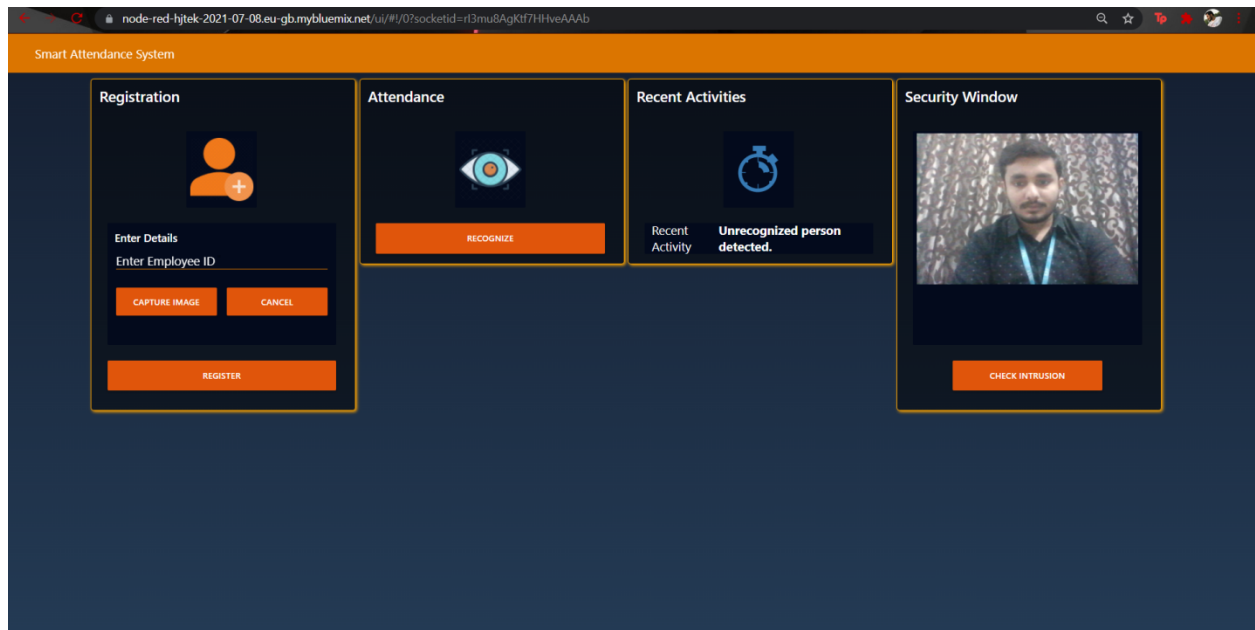 node-red-hjtek-2021-07-08.eu-gb.mybluemix.net/ui/#!/0?socketid=rI3mu8AgKtf7HHveAAAb
Tp
Smart Attendance System
Registration
Enter Details
Enter Employee ID
CAPTURE IMAGE CANCEL
REGISTER
Attendance
RECOGNIZE
Recent Activities
Recent Activity
Unrecognized person
detected.
Security Window
CHECK INTRUSION